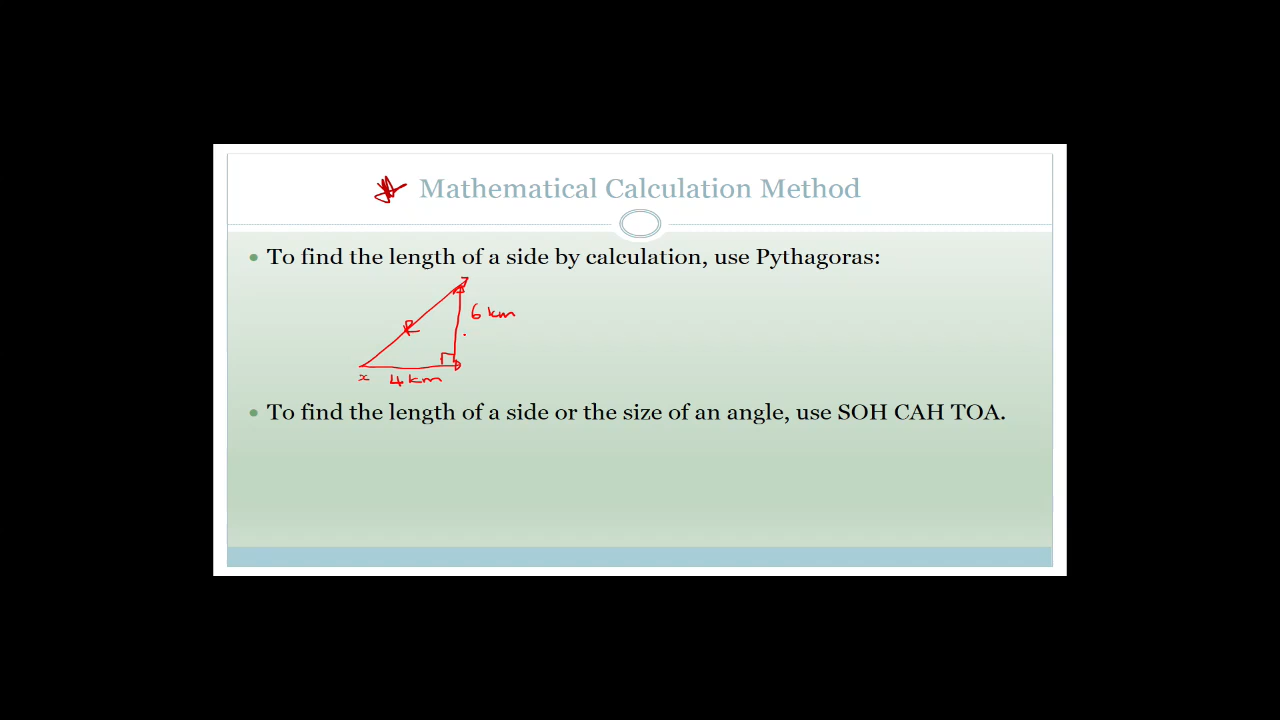 Mathematical Calculation Method
• To find the length of a side by calculation, use Pythagoras:
6 km
R
x 4 km
• To find the length of a side or the size of an angle, use SOH CAH TOA.